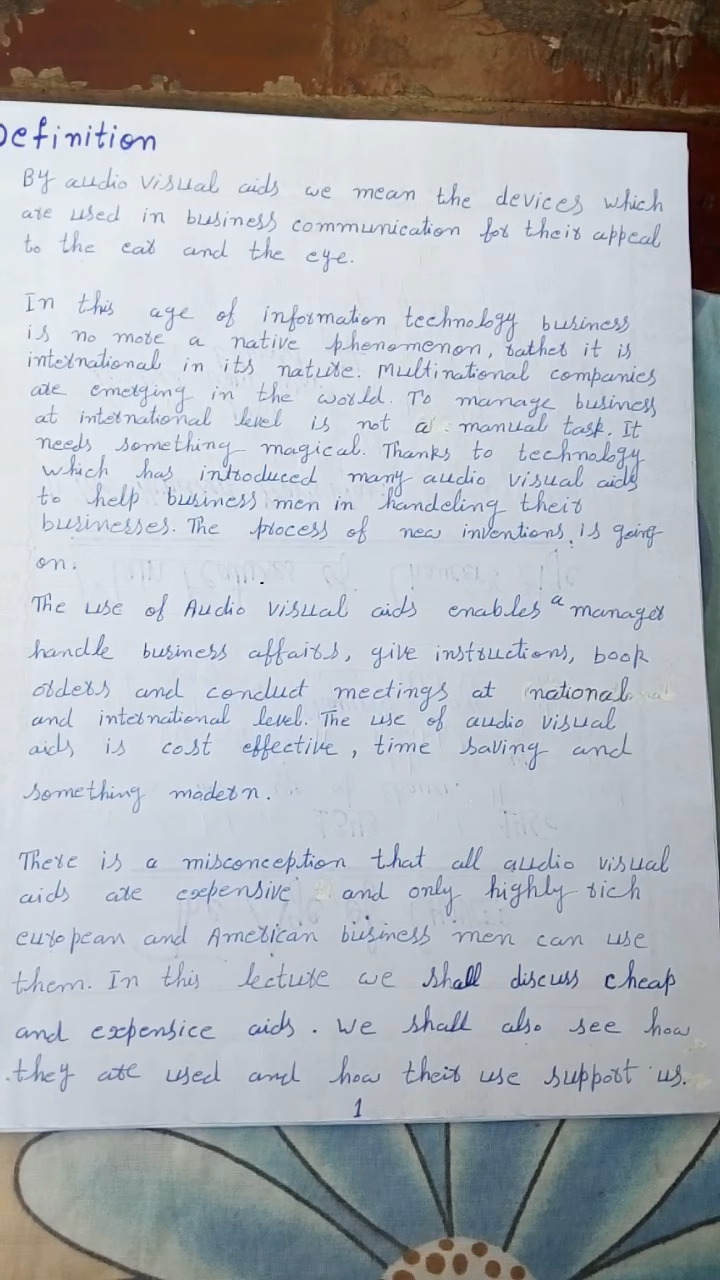 Definition
By audio visual aids we mean the devices which
are used in business communication for their appeal
to the ear and the eye.
In this age of information technology business
is no more a native phenomenon, rather it is
international in its nature. Multinational companies
are emerging in the world. To manage business
at international level is not a manual task. It
needs something magical. Thanks to technology
which has introduced many audio visual aids
to help business men in handeling their
businesses. The process of new inventions is going
on.
The use of Audio visual aids enables a manager
handle business affairs, give instructions, book
orders and conduct meetings at national
and international level. The use of audio visual
aids is cost effective, time saving and
something madern.
There is a misconception that all audio visual
aids are expensive and only highly rich
european and American business men can use
them. In this lecture we shall discuss cheap
and expensice aids. We shall also see how
they are used and how their use support us.
1